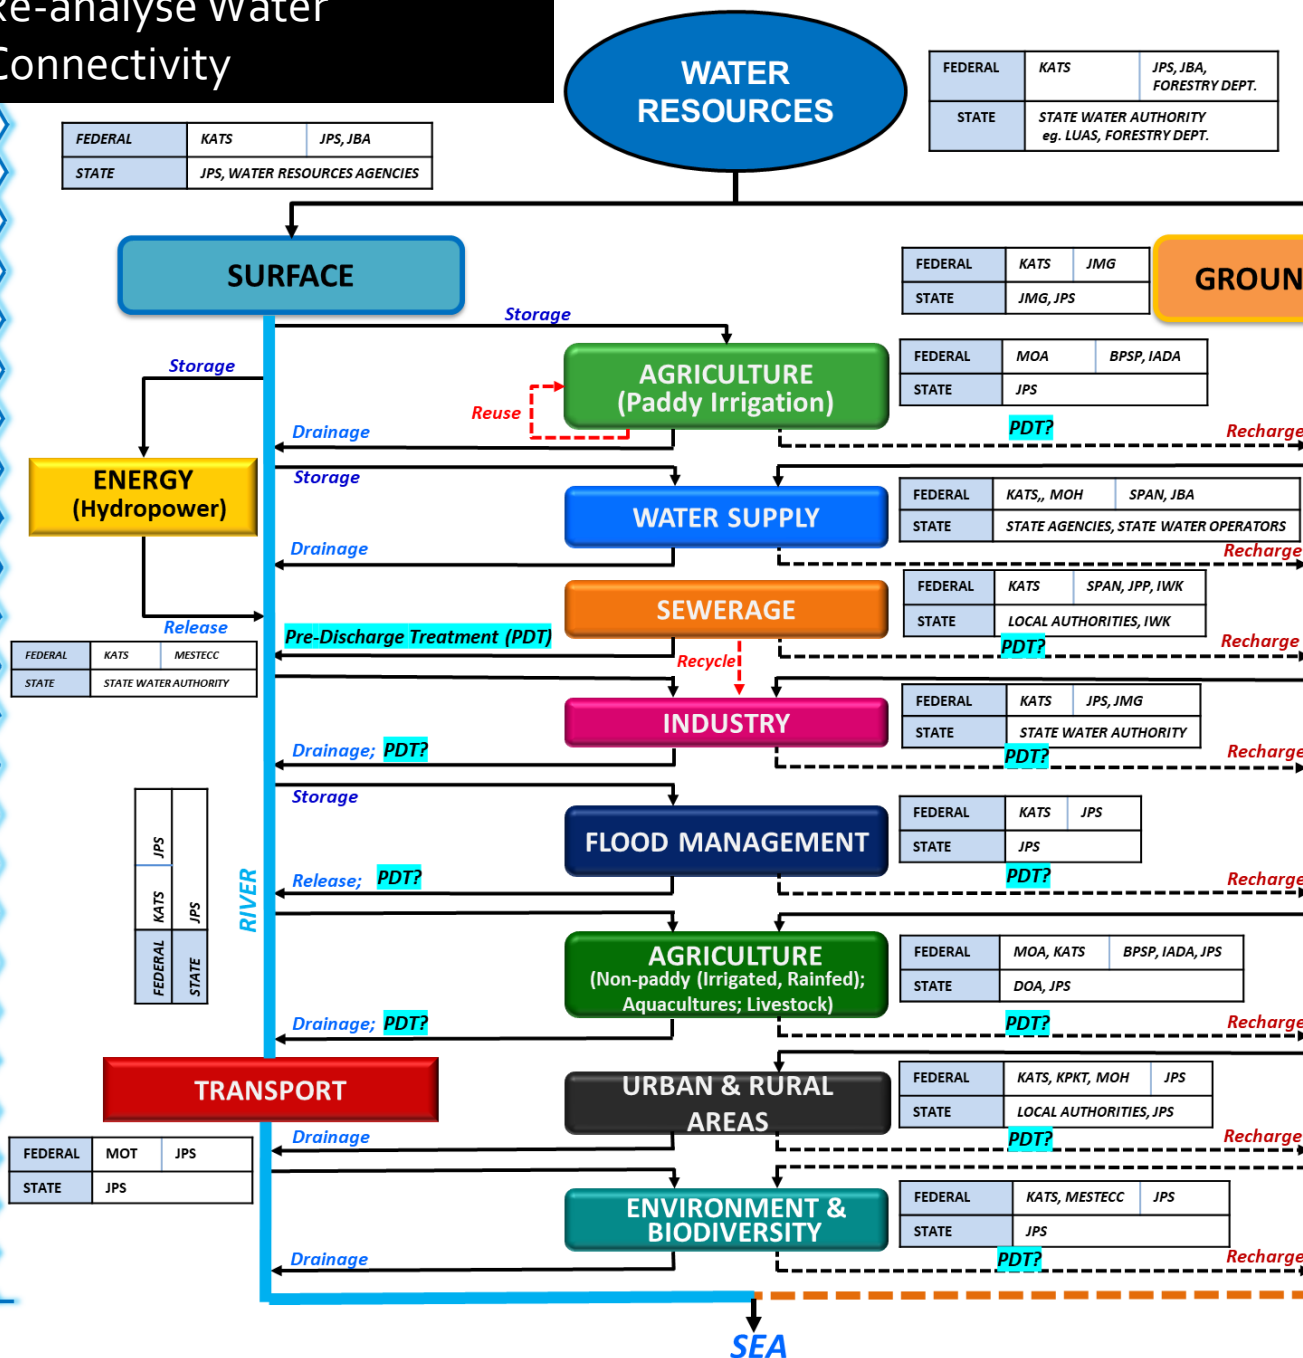 Re-analyse Water
Connectivity
WATER
RESOURCES
FEDERAL KATS JPS, JBA,
FORESTRY DEPT.
STATE STATE WATER AUTHORITY
eg. LUAS, FORESTRY DEPT.
FEDERAL KATS JPS, JBA
STATE JPS, WATER RESOURCES AGENCIES
SURFACE
FEDERAL KATS JMG
STATE JMG, JPS
GROUN
Storage
Storage
AGRICULTURE
(Paddy Irrigation)
Reuse
FEDERAL MOA BPSP, IADA
STATE JPS
Drainage
PDT?
Recharge
ENERGY
(Hydropower)
Storage
WATER SUPPLY
FEDERAL KATS,, MOH SPAN, JBA
STATE STATE AGENCIES, STATE WATER OPERATORS
Drainage
Recharge
SEWERAGE
FEDERAL KATS SPAN, JPP, IWK
STATE LOCAL AUTHORITIES, IWK
Release
Pre-Discharge Treatment (PDT)
PDT?
Recharge
Recycle
FEDERAL KATS MESTECC
STATE STATE WATER AUTHORITY
INDUSTRY
FEDERAL KATS JPS, JMG
STATE STATE WATER AUTHORITY
Drainage; PDT?
PDT?
Recharge
Storage
FLOOD MANAGEMENT
FEDERAL KATS JPS
STATE JPS
Release; PDT?
PDT?
Recharge
FEDERAL KATS JPS
STATE JPS
RIVER
AGRICULTURE
(Non-paddy (Irrigated, Rainfed);
Aquacultures; Livestock)
FEDERAL MOA, KATS BPSP, IADA, JPS
STATE DOA, JPS
Drainage; PDT?
PDT?
Recharge
TRANSPORT
URBAN & RURAL
AREAS
FEDERAL KATS, KPKT, MOH JPS
STATE LOCAL AUTHORITIES, JPS
Drainage
PDT?
Recharge
FEDERAL MOT JPS
STATE JPS
ENVIRONMENT &
BIODIVERSITY
FEDERAL KATS, MESTECC JPS
STATE JPS
Drainage
PDT?
Recharge
SEA